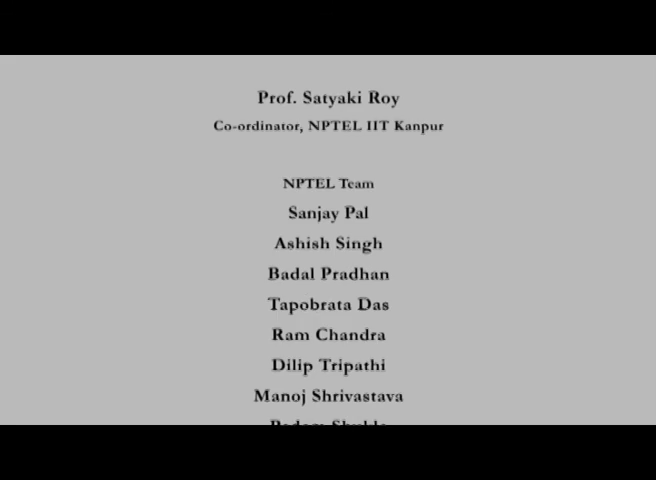 Prof. Satyaki Roy
Co-ordinator, NPTEL IIT Kanpur
NPTEL Team
Sanjay Pal
Ashish Singh
Badal Pradhan
Tapobrata Das
Ram Chandra
Dilip Tripathi
Manoj Shrivastava